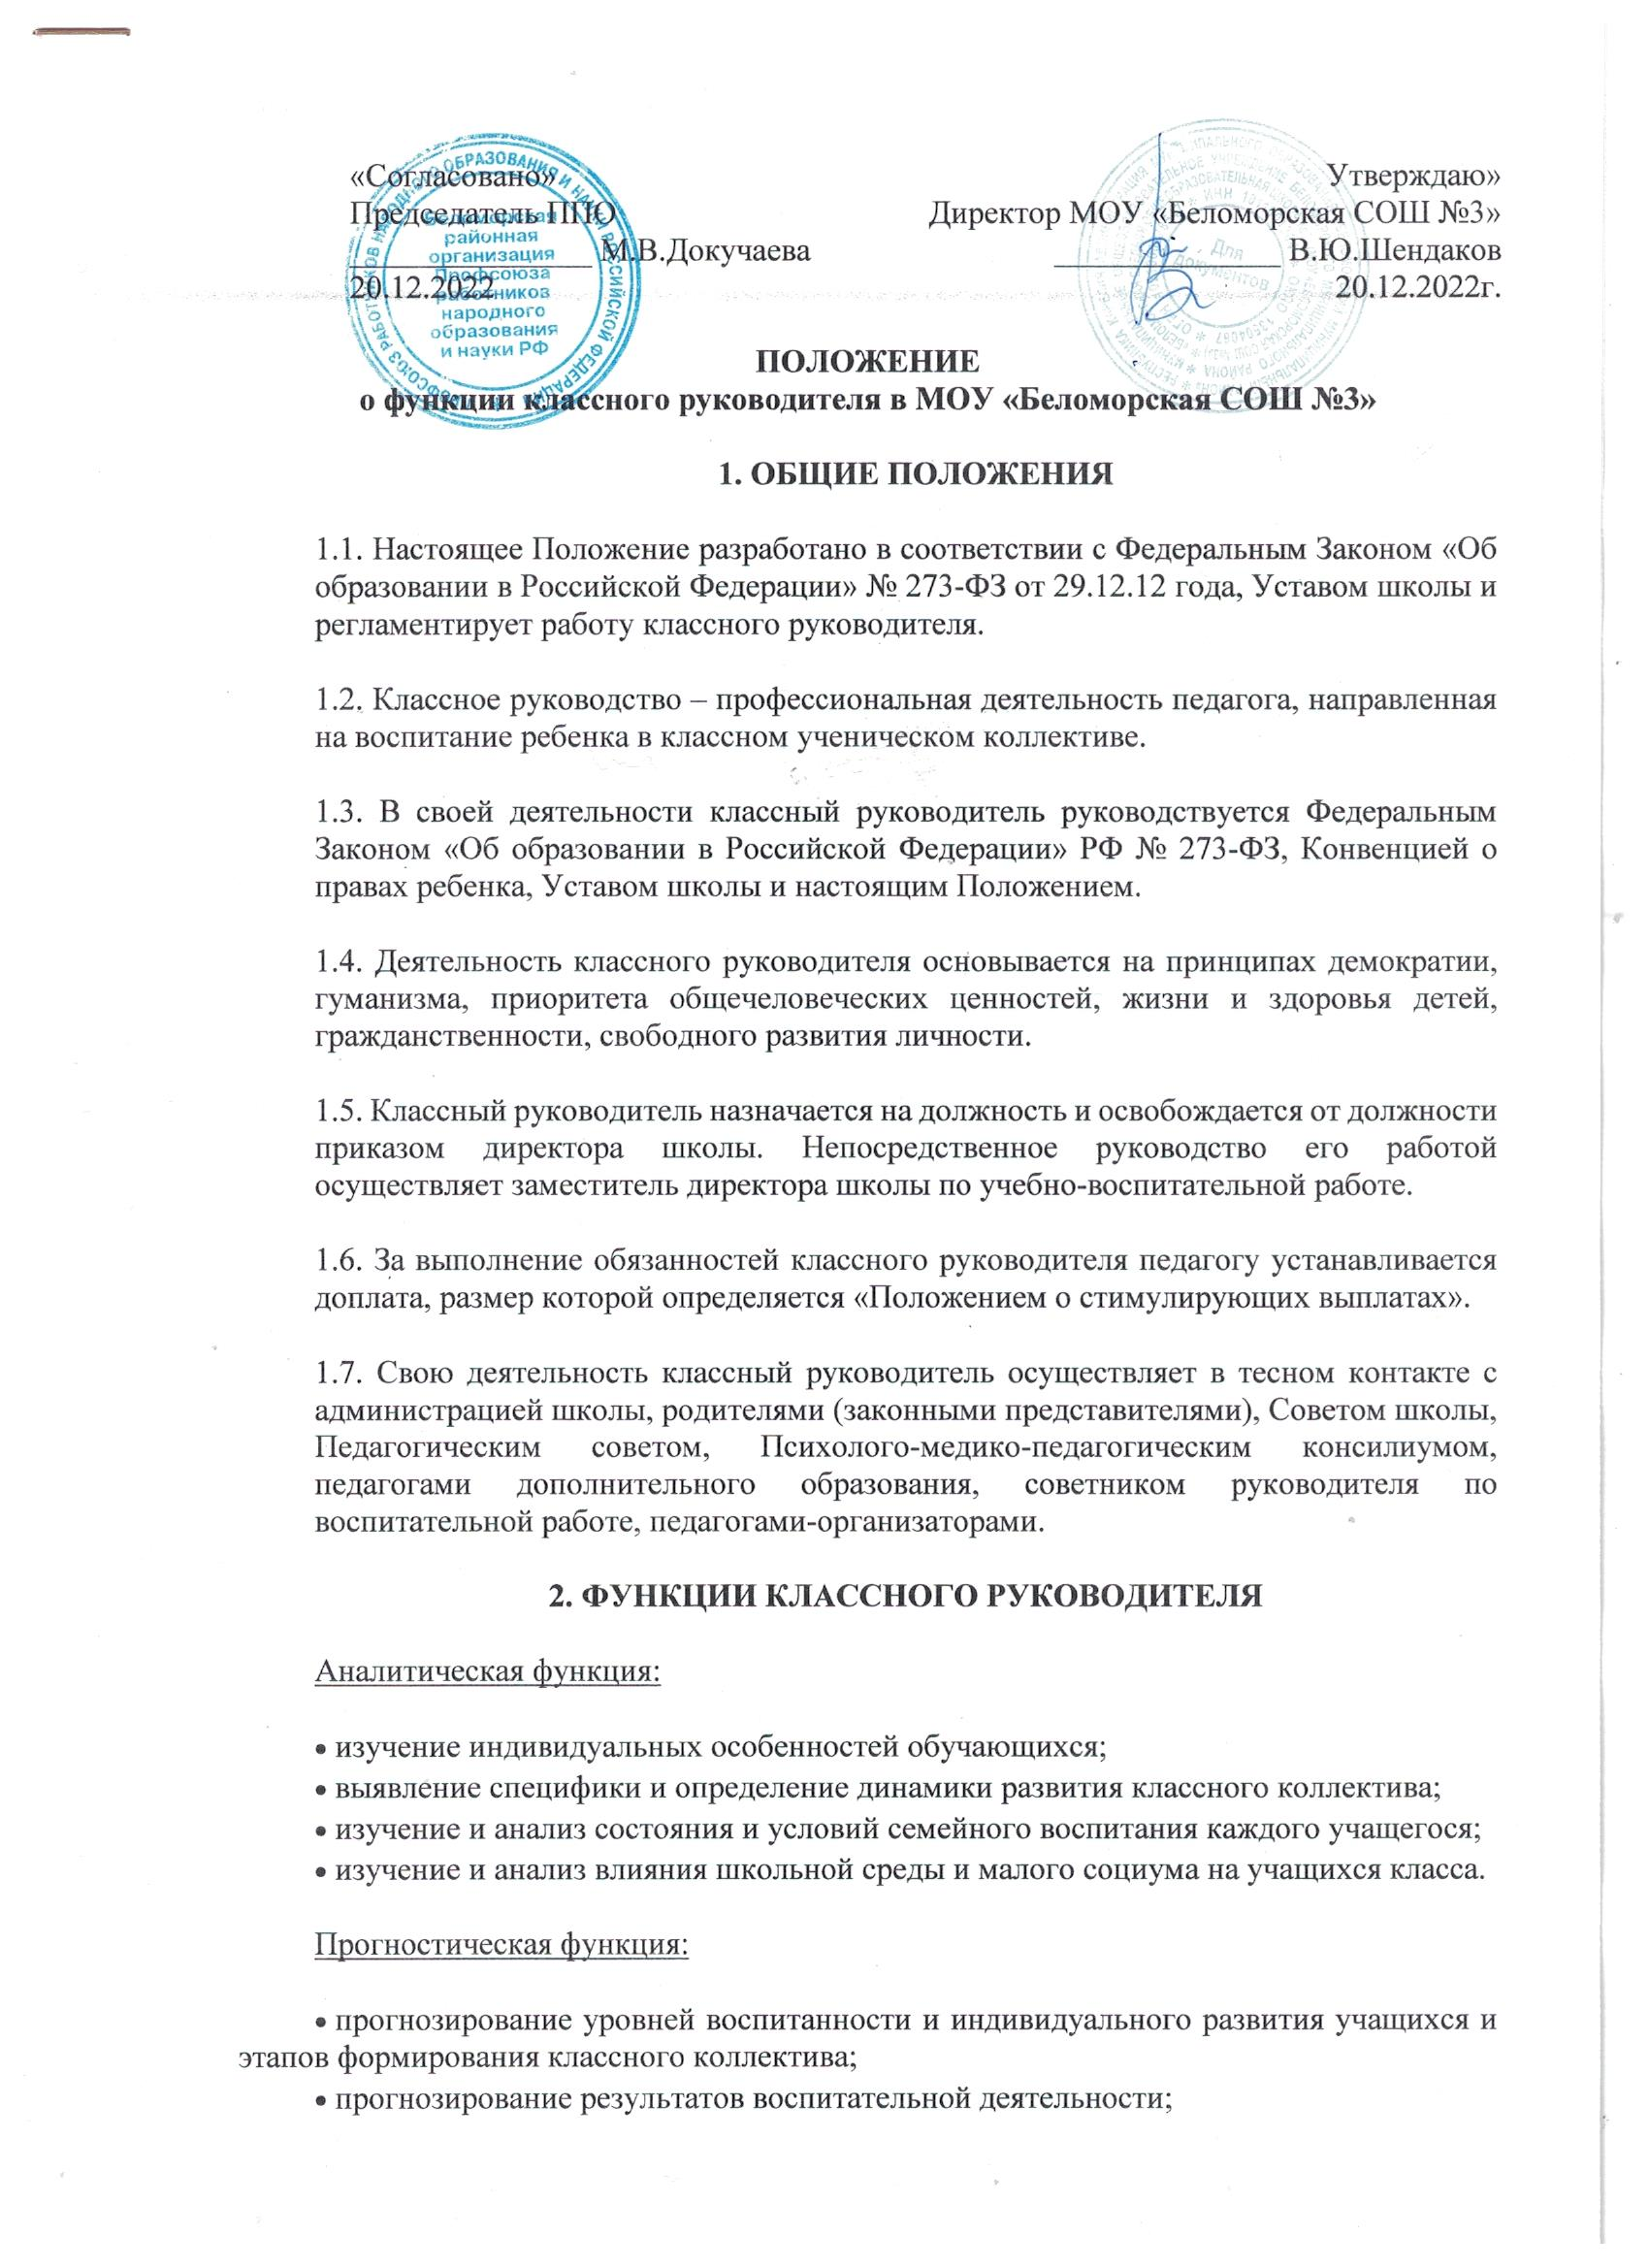 «Согласовано» Утверждаю»
Председатель ППО Директор МОУ «Беломорская СОШ №3»
М.В.Докучаева В.Ю.Шендаков
20.12.2022 20.12.2022г.
Беломорская
районная
организация
Профсоюза
работников
народного
образования
и науки РФ
Для
документов
ПОЛОЖЕНИЕ
о функции классного руководителя в МОУ «Беломорская СОШ №3»
1. ОБЩИЕ ПОЛОЖЕНИЯ
1.1. Настоящее Положение разработано в соответствии с Федеральным Законом «Об
образовании в Российской Федерации» № 273-ФЗ от 29.12.12 года, Уставом школы и
регламентирует работу классного руководителя.
1.2. Классное руководство – профессиональная деятельность педагога, направленная
на воспитание ребенка в классном ученическом коллективе.
1.3. В своей деятельности классный руководитель руководствуется Федеральным
Законом «Об образовании в Российской Федерации» РФ № 273-ФЗ, Конвенцией о
правах ребенка, Уставом школы и настоящим Положением.
1.4. Деятельность классного руководителя основывается на принципах демократии,
гуманизма, приоритета общечеловеческих ценностей, жизни и здоровья детей,
гражданственности, свободного развития личности.
1.5. Классный руководитель назначается на должность и освобождается от должности
приказом директора школы. Непосредственное руководство его работой
осуществляет заместитель директора школы по учебно-воспитательной работе.
1.6. За выполнение обязанностей классного руководителя педагогу устанавливается
доплата, размер которой определяется «Положением о стимулирующих выплатах».
1.7. Свою деятельность классный руководитель осуществляет в тесном контакте с
администрацией школы, родителями (законными представителями), Советом школы,
Педагогическим советом, Психолого-медико-педагогическим консилиумом,
педагогами дополнительного образования, советником руководителя по
воспитательной работе, педагогами-организаторами.
2. ФУНКЦИИ КЛАССНОГО РУКОВОДИТЕЛЯ
Аналитическая функция:
• изучение индивидуальных особенностей обучающихся;
• выявление специфики и определение динамики развития классного коллектива;
• изучение и анализ состояния и условий семейного воспитания каждого учащегося;
• изучение и анализ влияния школьной среды и малого социума на учащихся класса.
Прогностическая функция:
• прогнозирование уровней воспитанности и индивидуального развития учащихся и
этапов формирования классного коллектива;
• прогнозирование результатов воспитательной деятельности;